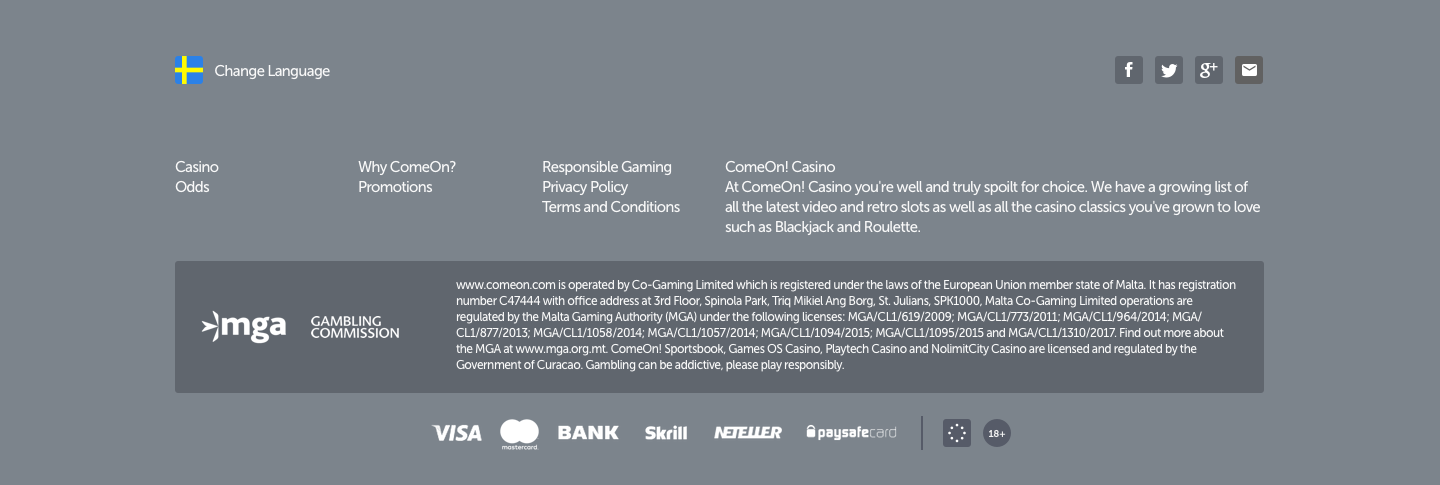 Change Language
f
g+
Casino
Odds
Why ComeOn?
Promotions
Responsible Gaming
Privacy Policy
Terms and Conditions
ComeOn! Casino
At ComeOn! Casino you're well and truly spoilt for choice. We have a growing list of
all the latest video and retro slots as well as all the casino classics you've grown to love
such as Blackjack and Roulette.
mga
GAMBLING
COMMISSION
www.comeon.com is operated by Co-Gaming Limited which is registered under the laws of the European Union member state of Malta. It has registration
number C47444 with office address at 3rd Floor, Spinola Park, Triq Mikiel Ang Borg, St. Julians, SPK1000, Malta Co-Gaming Limited operations are
regulated by the Malta Gaming Authority (MGA) under the following licenses: MGA/CL1/619/2009; MGA/CL1/773/2011; MGA/CL1/964/2014; MGA/
CL1/877/2013; MGA/CL1/1058/2014; MGA/CL1/1057/2014; MGA/CL1/1094/2015; MGA/CL1/1095/2015 and MGA/CL1/1310/2017. Find out more about
the MGA at www.mga.org.mt. ComeOn! Sportsbook, Games OS Casino, Playtech Casino and NolimitCity Casino are licensed and regulated by the
Government of Curacao. Gambling can be addictive, please play responsibly.
VISA
mastercard
BANK
Skrill
NETELLER
paysafecard
18+